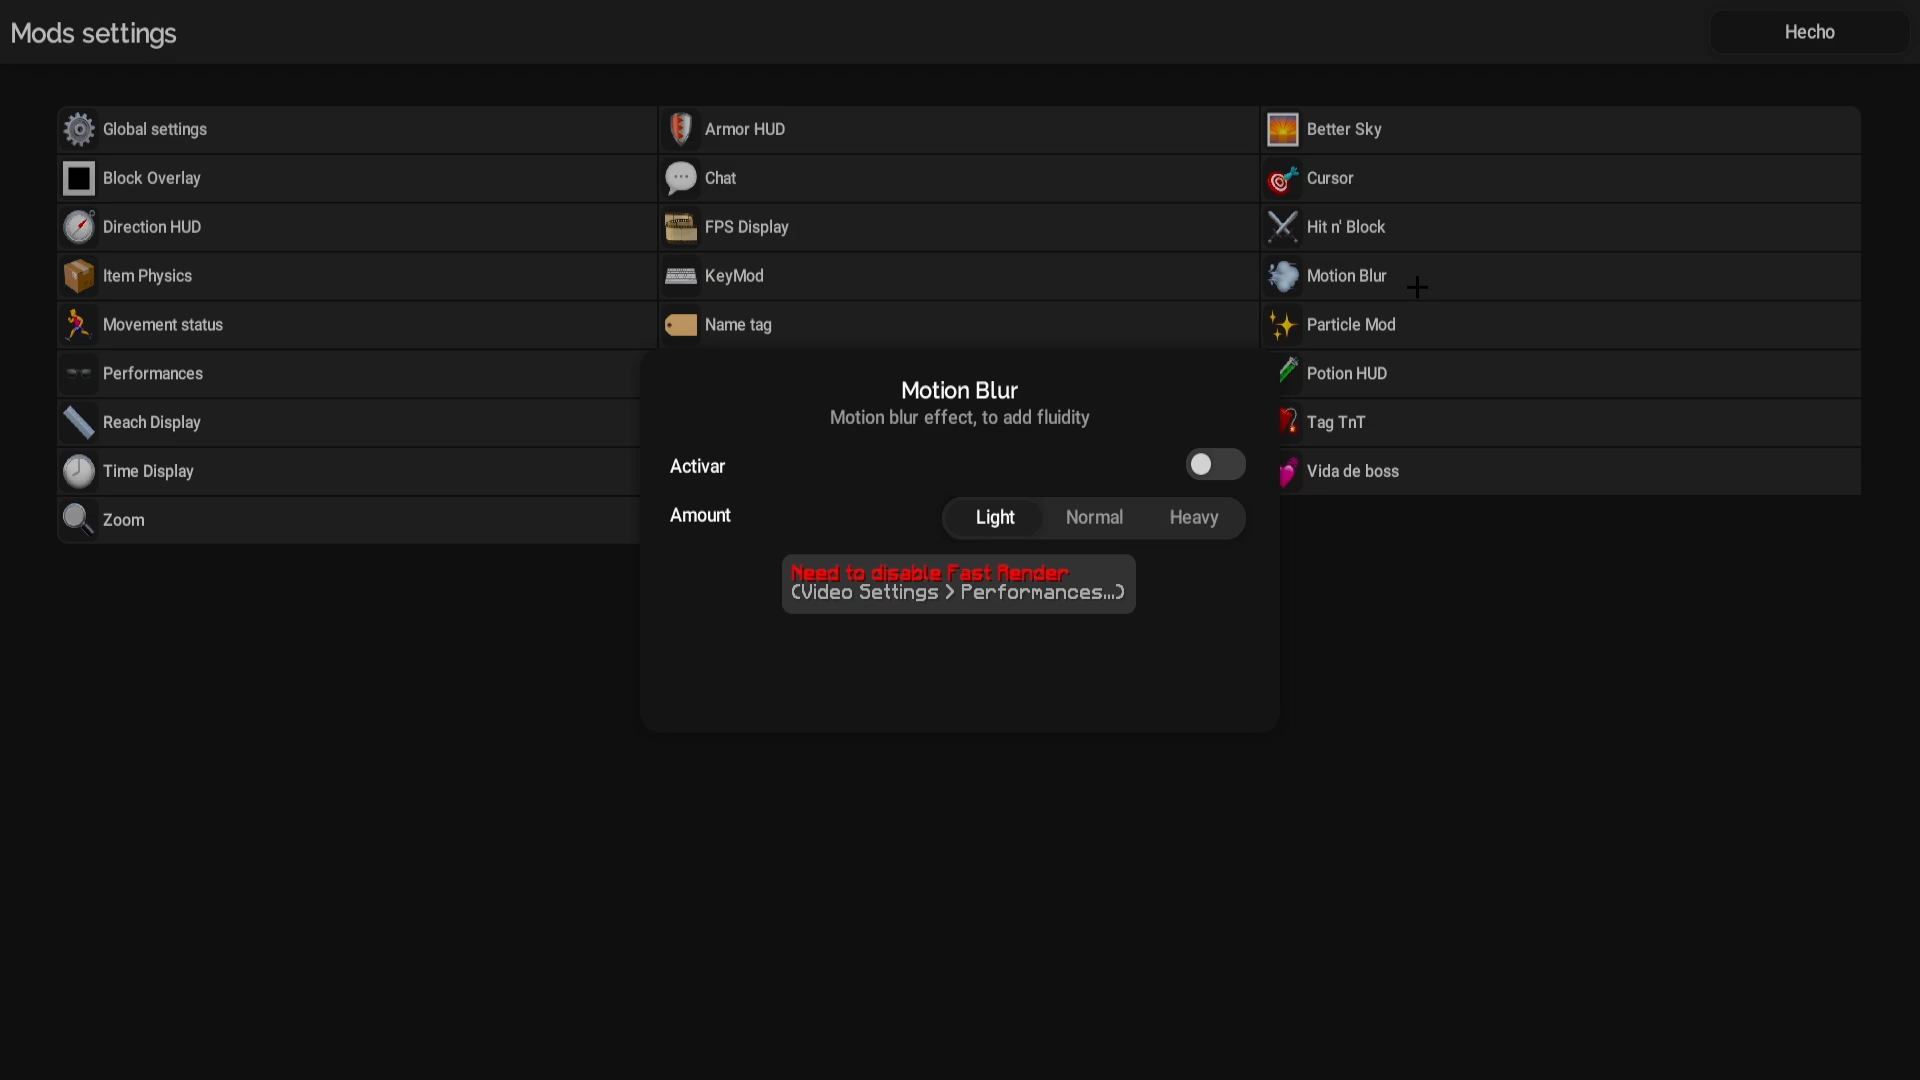 Mods settings
Hecho
Global settings
Armor HUD
Better Sky
Block Overlay
Chat
Cursor
Direction HUD
FPS Display
Hit n' Block
Item Physics
KeyMod
Motion Blur
Movement status
Name tag
Particle Mod
Performances
Potion HUD
Reach Display
Tag TnT
Time Display
Vida de boss
Zoom
Motion Blur
Motion blur effect, to add fluidity
Activar
Amount
Light
Normal
Heavy
Need to disable Fast Render
(Video Settings > Performances...)